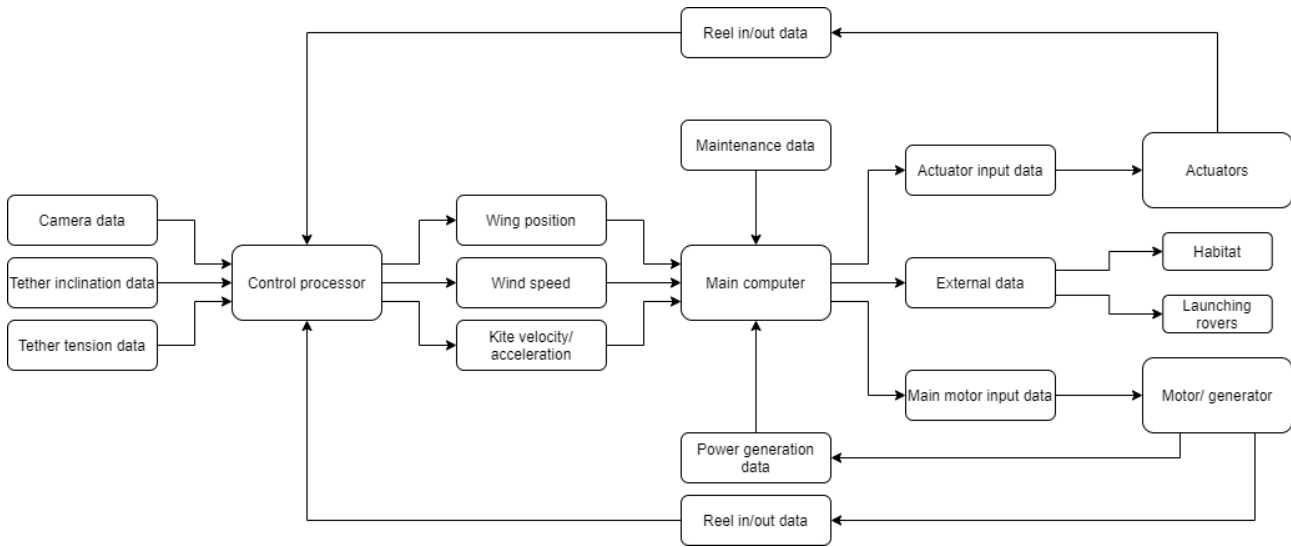 Reel in/out data
Maintenance data
Actuator input data
Actuators
Camera data
Wing position
Tether inclination data
Control processor
Wind speed
Main computer
External data
Habitat
Launching
rovers
Tether tension data
Kite velocity/
acceleration
Main motor input data
Motor/ generator
Power generation
data
Reel in/out data